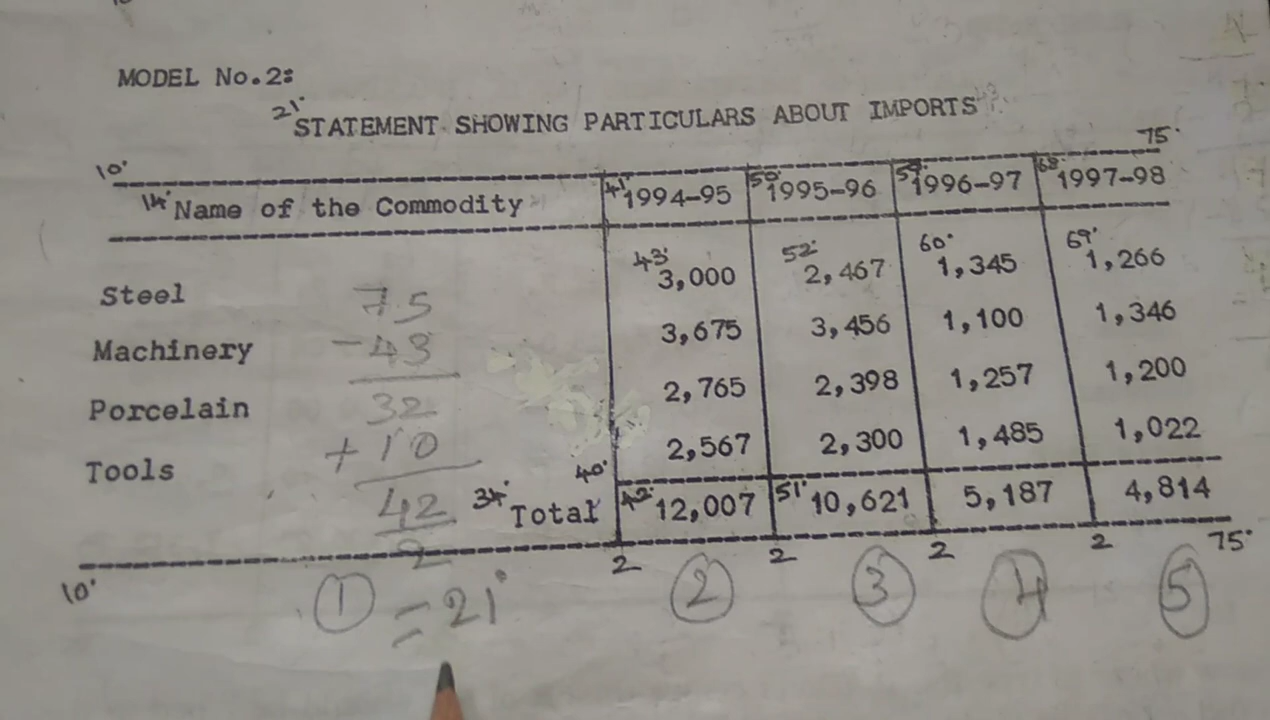 MODEL No.2:
21'
STATEMENT SHOWING PARTICULARS ABOUT IMPORTS
10' 75'
14' Name of the Commodity 41' 1994-95 50' 1995-96 59' 1996-97 68' 1997-98
43' 52' 60' 69'
Steel 3,000 2,467 1,345 1,266
75
Machinery 3,675 3,456 1,100 1,346
-43
Porcelain 2,765 2,398 1,257 1,200
32
Tools 2,567 2,300 1,485 1,022
+10 40'
42 34' Total 42' 12,007 51' 10,621 5,187 4,814
2
10' 2 2 2 2 75'
1 = 21' 2 3 4 5